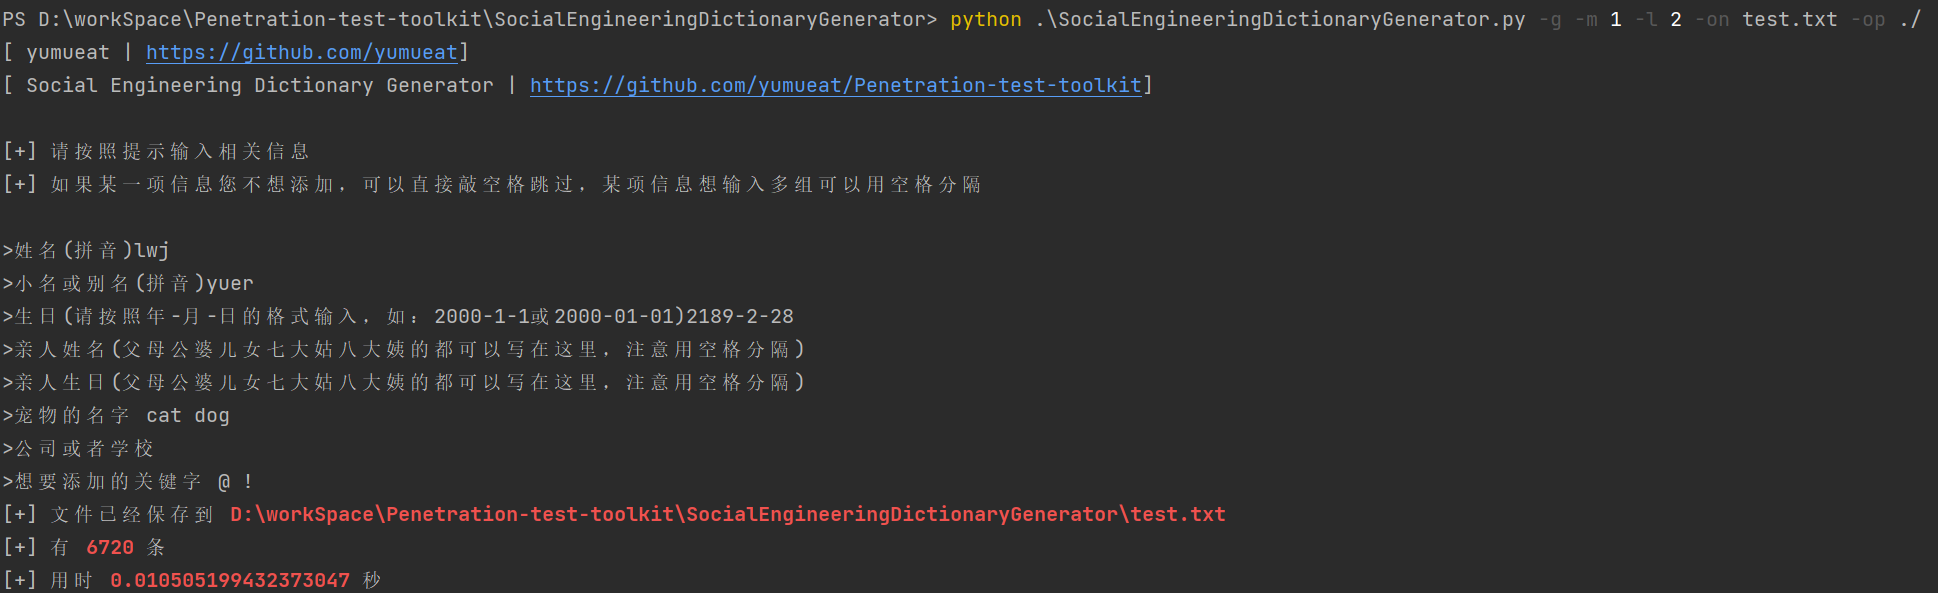 PS D:\workSpace\Penetration-test-toolkit\SocialEngineeringDictionaryGenerator> python .\SocialEngineeringDictionaryGenerator.py -g -m 1 -l 2 -on test.txt -op ./
[ yumueat | https://github.com/yumueat]
[ Social Engineering Dictionary Generator | https://github.com/yumueat/Penetration-test-toolkit]
[+] 请按照提示输入相关信息
[+] 如果某一项信息您不想添加，可以直接敲空格跳过，某项信息想输入多组可以用空格分隔
>姓名(拼音)lwj
>小名或别名(拼音)yuer
>生日(请按照年-月-日的格式输入，如：2000-1-1或2000-01-01)2189-2-28
>亲人姓名(父母公婆儿女七大姑八大姨的都可以写在这里，注意用空格分隔)
>亲人生日(父母公婆儿女七大姑八大姨的都可以写在这里，注意用空格分隔)
>宠物的名字 cat dog
>公司或者学校
>想要添加的关键字 @ !
[+] 文件已经保存到 D:\workSpace\Penetration-test-toolkit\SocialEngineeringDictionaryGenerator\test.txt
[+] 有 6720 条
[+] 用时 0.010505199432373047 秒